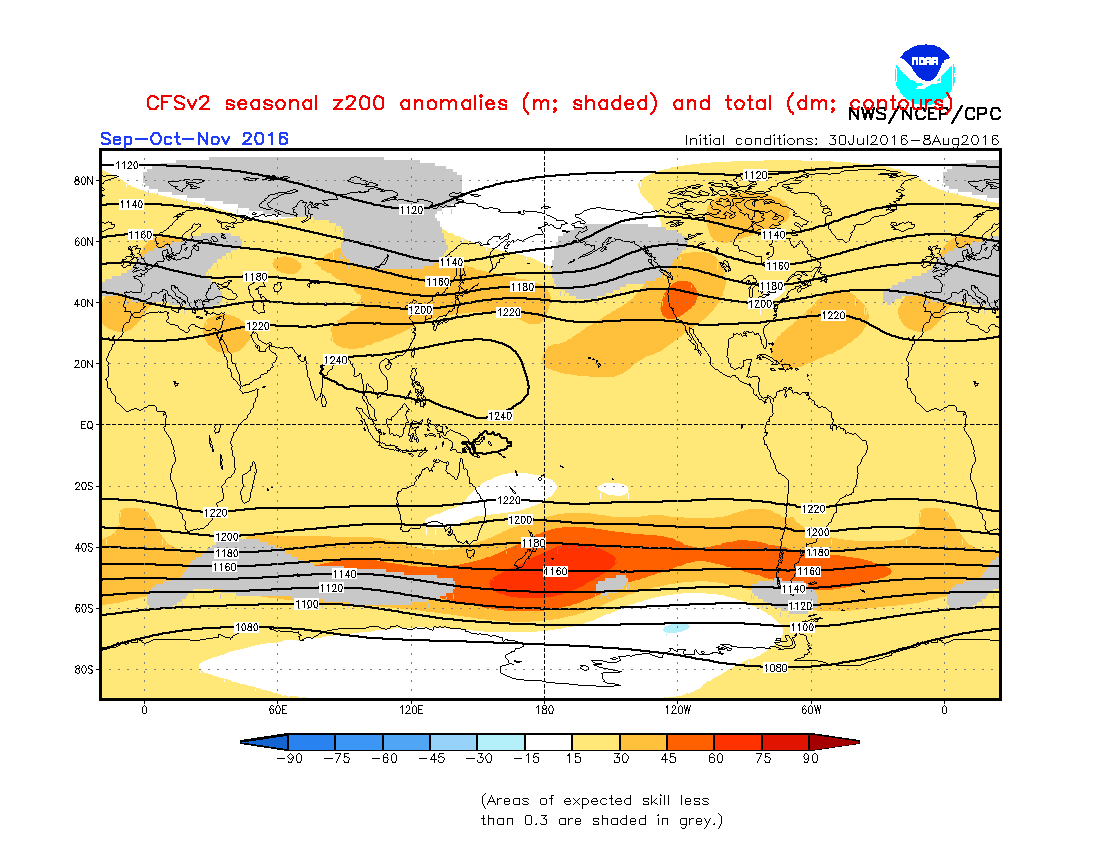 NOAA
CFSv2 seasonal z200 anomalies (m; shaded) and total (dm; contours)
NWS/NCEP/CPC
Sep-Oct-Nov 2016
Initial conditions: 30Jul2016-8Aug2016
80N
60N
40N
20N
EQ
20S
40S
60S
80S
1120
1120
1120
1140
1140
1140
1160
1160
1160
1180
1180
1180
1200
1200
1220
1220
1220
1240
1240
1220
1220
1220
1200
1200
1200
1180
1180
1180
1160
1160
1160
1140
1140
1120
1120
1100
1100
1080
1080
0 60E 120E 180 120W 60W 0
-90 -75 -60 -45 -30 -15 15 30 45 60 75 90
(Areas of expected skill less
than 0.3 are shaded in grey.)